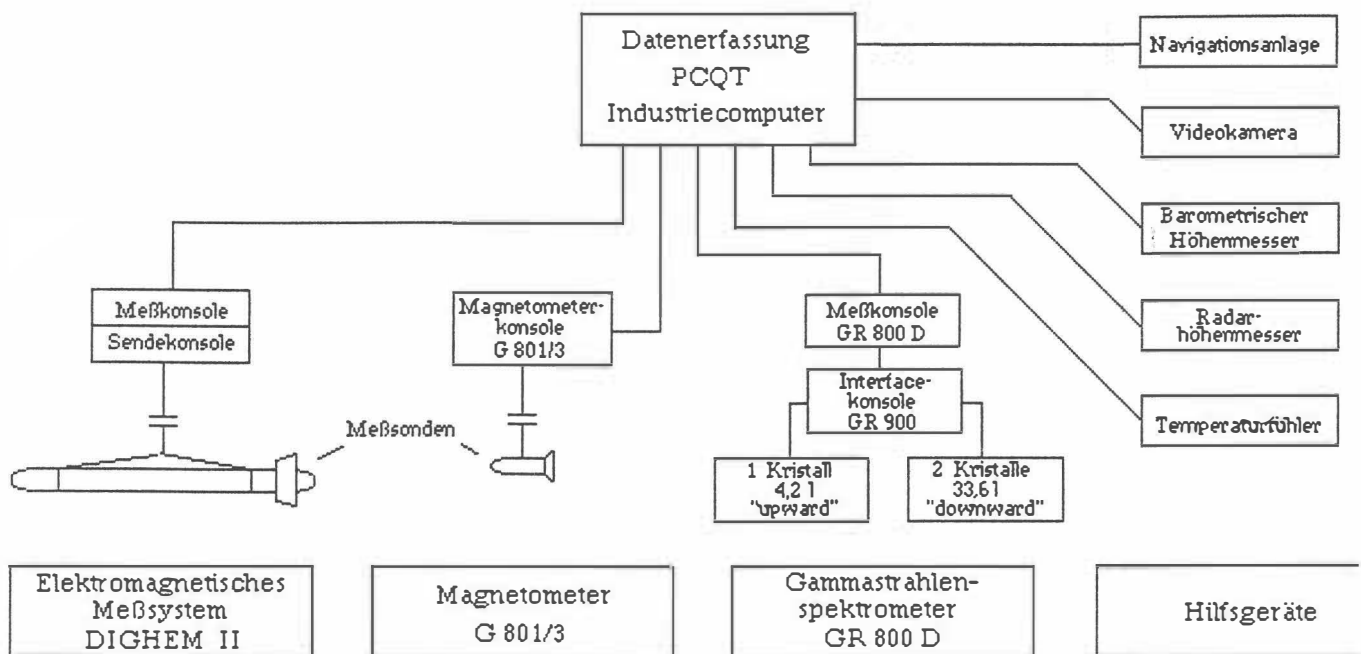 Datenerfassung
PCQT
Industriecomputer
Navigationsanlage
Videokamera
Barometrischer
Höhenmesser
Radar-
höhenmesser
Temperaturfühler
Meßkonsole
Sendekonsole
Magnetometer-
konsole
G 801/3
Meßkonsole
GR 800 D
Interface-
konsole
GR 900
Meßsonden
1 Kristall
4,2 l
"upward"
2 Kristalle
33,6 l
"downward"
Elektromagnetisches
Meßsystem
DIGHEM II
Magnetometer
G 801/3
Gammastrahlen-
spektrometer
GR 800 D
Hilfsgeräte